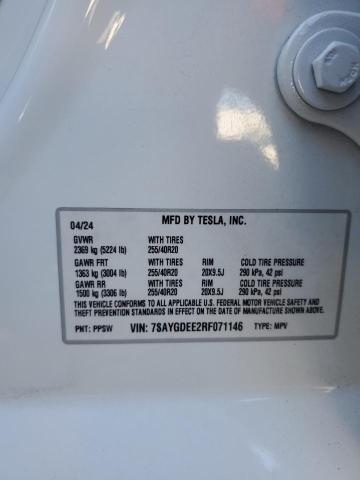 04/24 MFD BY TESLA, INC.
GVWR WITH TIRES
2369 kg (5224 lb) 255/40R20
GAWR FRT WITH TIRES RIM COLD TIRE PRESSURE
1363 kg (3004 lb) 255/40R20 20X9.5J 290 kPa, 42 psi
GAWR RR WITH TIRES RIM COLD TIRE PRESSURE
1500 kg (3306 lb) 255/40R20 20X9.5J 290 kPa, 42 psi
THIS VEHICLE CONFORMS TO ALL APPLICABLE U.S. FEDERAL MOTOR VEHICLE SAFETY AND
THEFT PREVENTION STANDARDS IN EFFECT ON THE DATE OF MANUFACTURE SHOWN ABOVE.
PNT: PPSW VIN: 7SAYGDEE2RF071146 TYPE: MPV